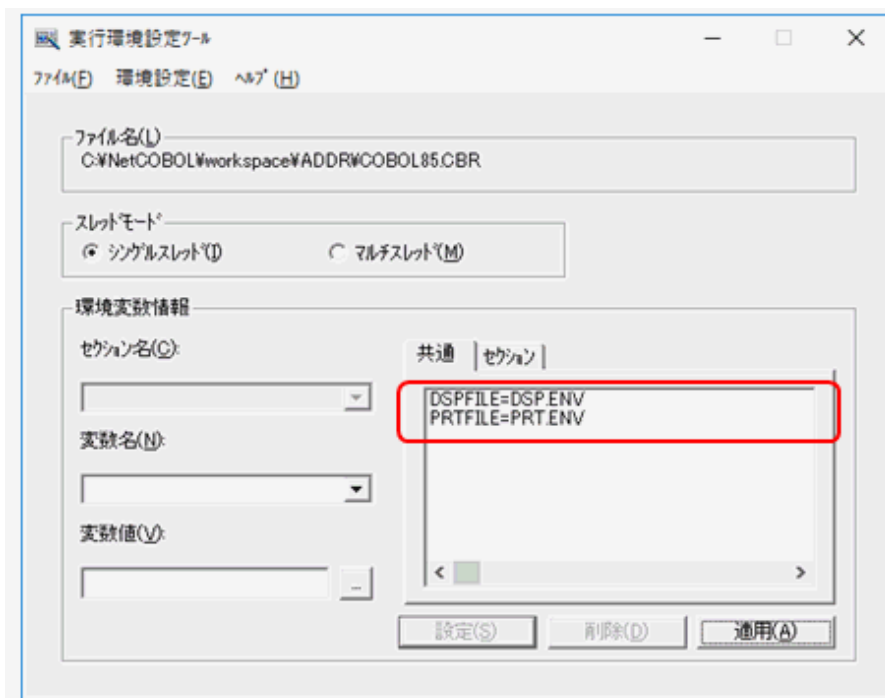 実行環境設定ツール
ファイル(F) 環境設定(E) ヘルプ(H)
ファイル名(L)
C:¥NetCOBOL¥workspace¥ADDR¥COBOL85.CBR
スレッドモード
シングルスレッド(I) マルチスレッド(M)
環境変数情報
セクション名(C):
共通 セクション
DSPFILE=DSP.ENV
PRTFILE=PRT.ENV
変数名(N):
変数値(V):
...
設定(S) 削除(D) 適用(A)